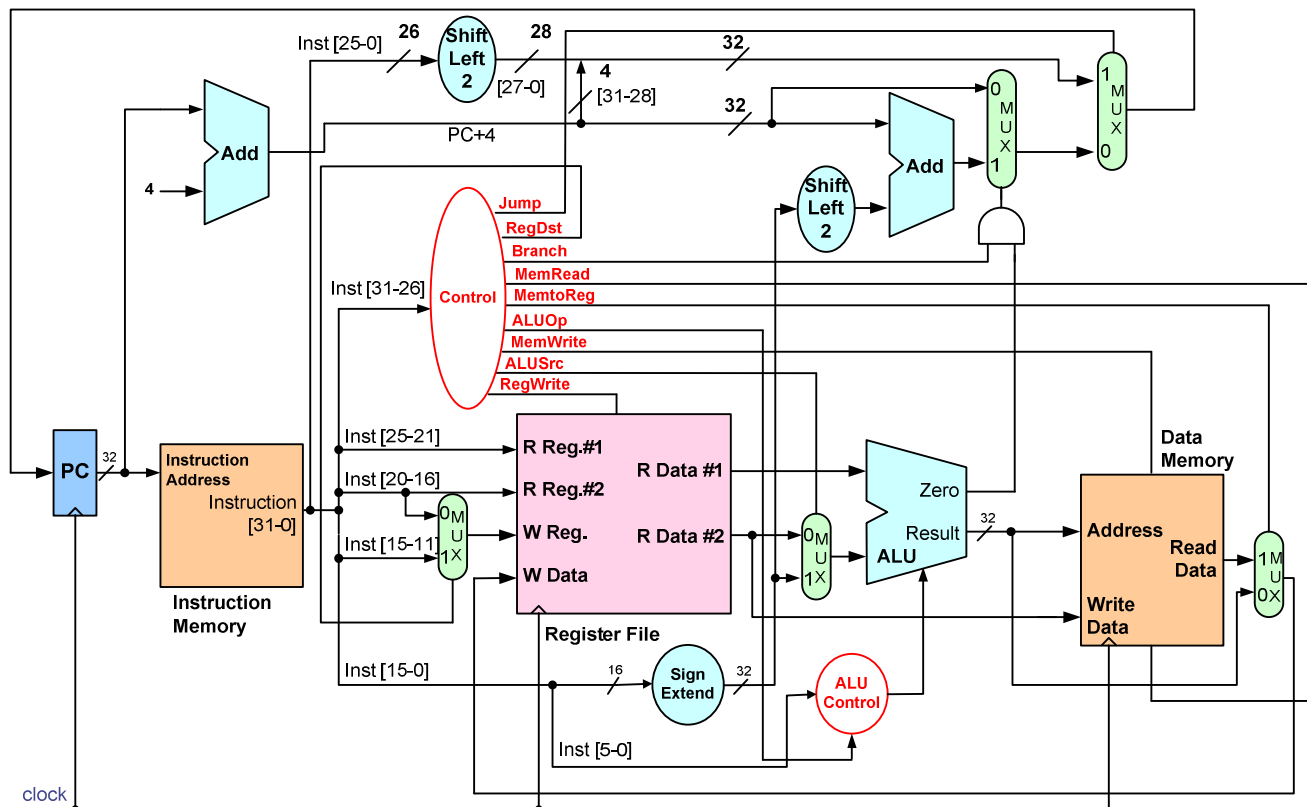 Inst [25-0]
26
Shift
Left
2
28
[27-0]
4
[31-28]
32
1
M
U
X
0
4
Add
PC+4
32
0
M
U
X
1
Add
Shift
Left
2
Control
Jump
RegDst
Branch
MemRead
MemtoReg
ALUOp
MemWrite
ALUSrc
RegWrite
Inst [31-26]
PC
32
Instruction
Address
Instruction
[31-0]
Instruction
Memory
Inst [25-21]
Inst [20-16]
Inst [15-11]
0
M
U
X
1
R Reg.#1
R Reg.#2
W Reg.
W Data
R Data #1
R Data #2
Register File
0
M
U
X
1
Zero
Result
ALU
32
Data
Memory
Address
Read
Data
Write
Data
1
M
U
X
0
Inst [15-0]
16
Sign
Extend
32
ALU
Control
Inst [5-0]
clock